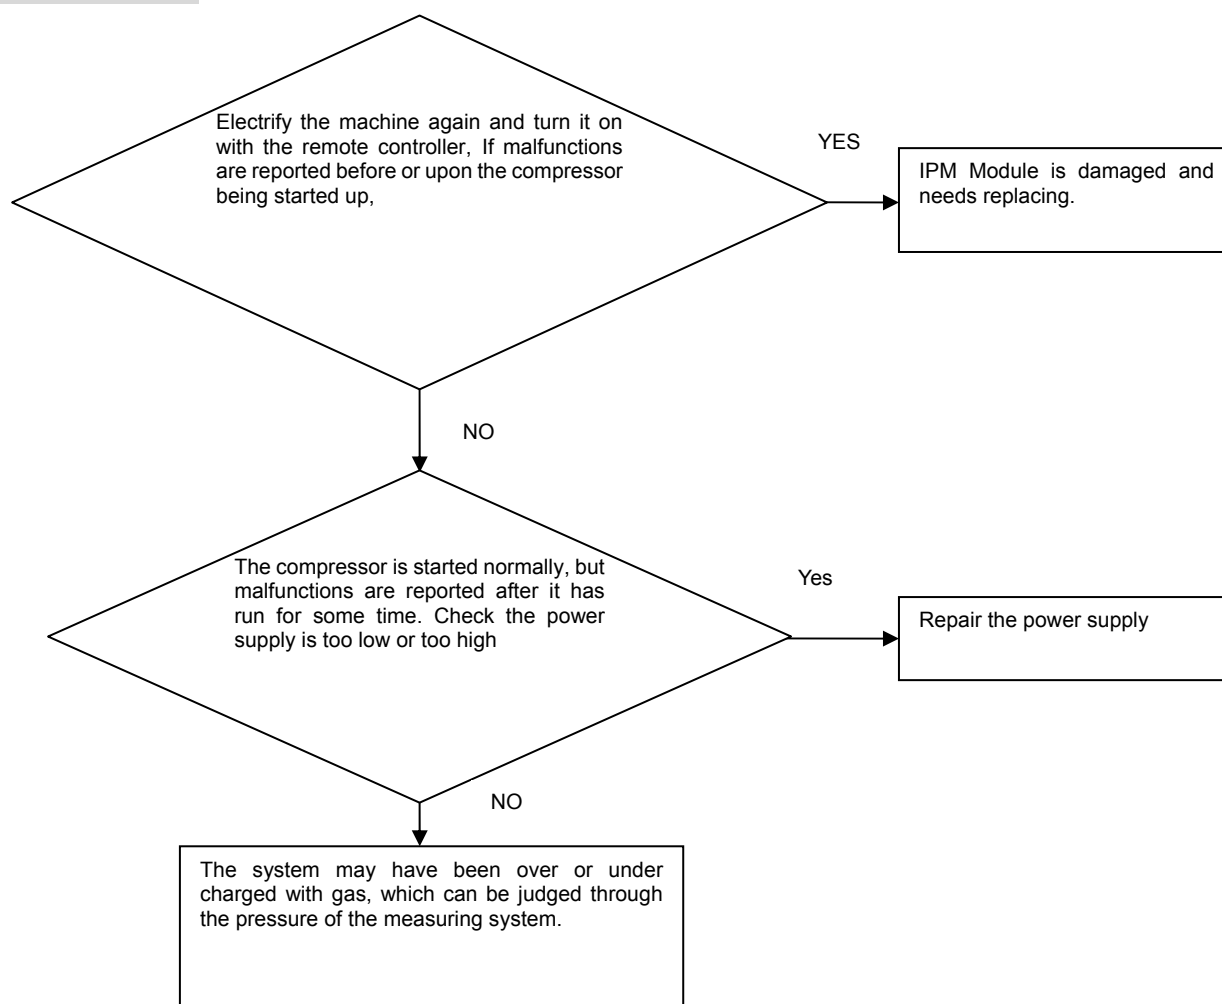 Electrify the machine again and turn it on
with the remote controller, If malfunctions
are reported before or upon the compressor
being started up,
YES
IPM Module is damaged and
needs replacing.
NO
The compressor is started normally, but
malfunctions are reported after it has
run for some time. Check the power
supply is too low or too high
Yes
Repair the power supply
NO
The system may have been over or under
charged with gas, which can be judged through
the pressure of the measuring system.